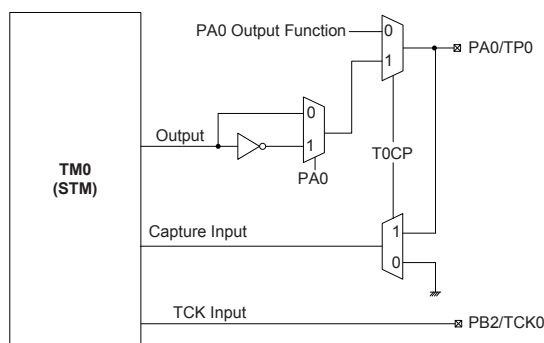 PA0 Output Function
0
1
PA0/TP0
0
1
Output
PA0
T0CP
TM0
(STM)
Capture Input
1
0
TCK Input
PB2/TCK0